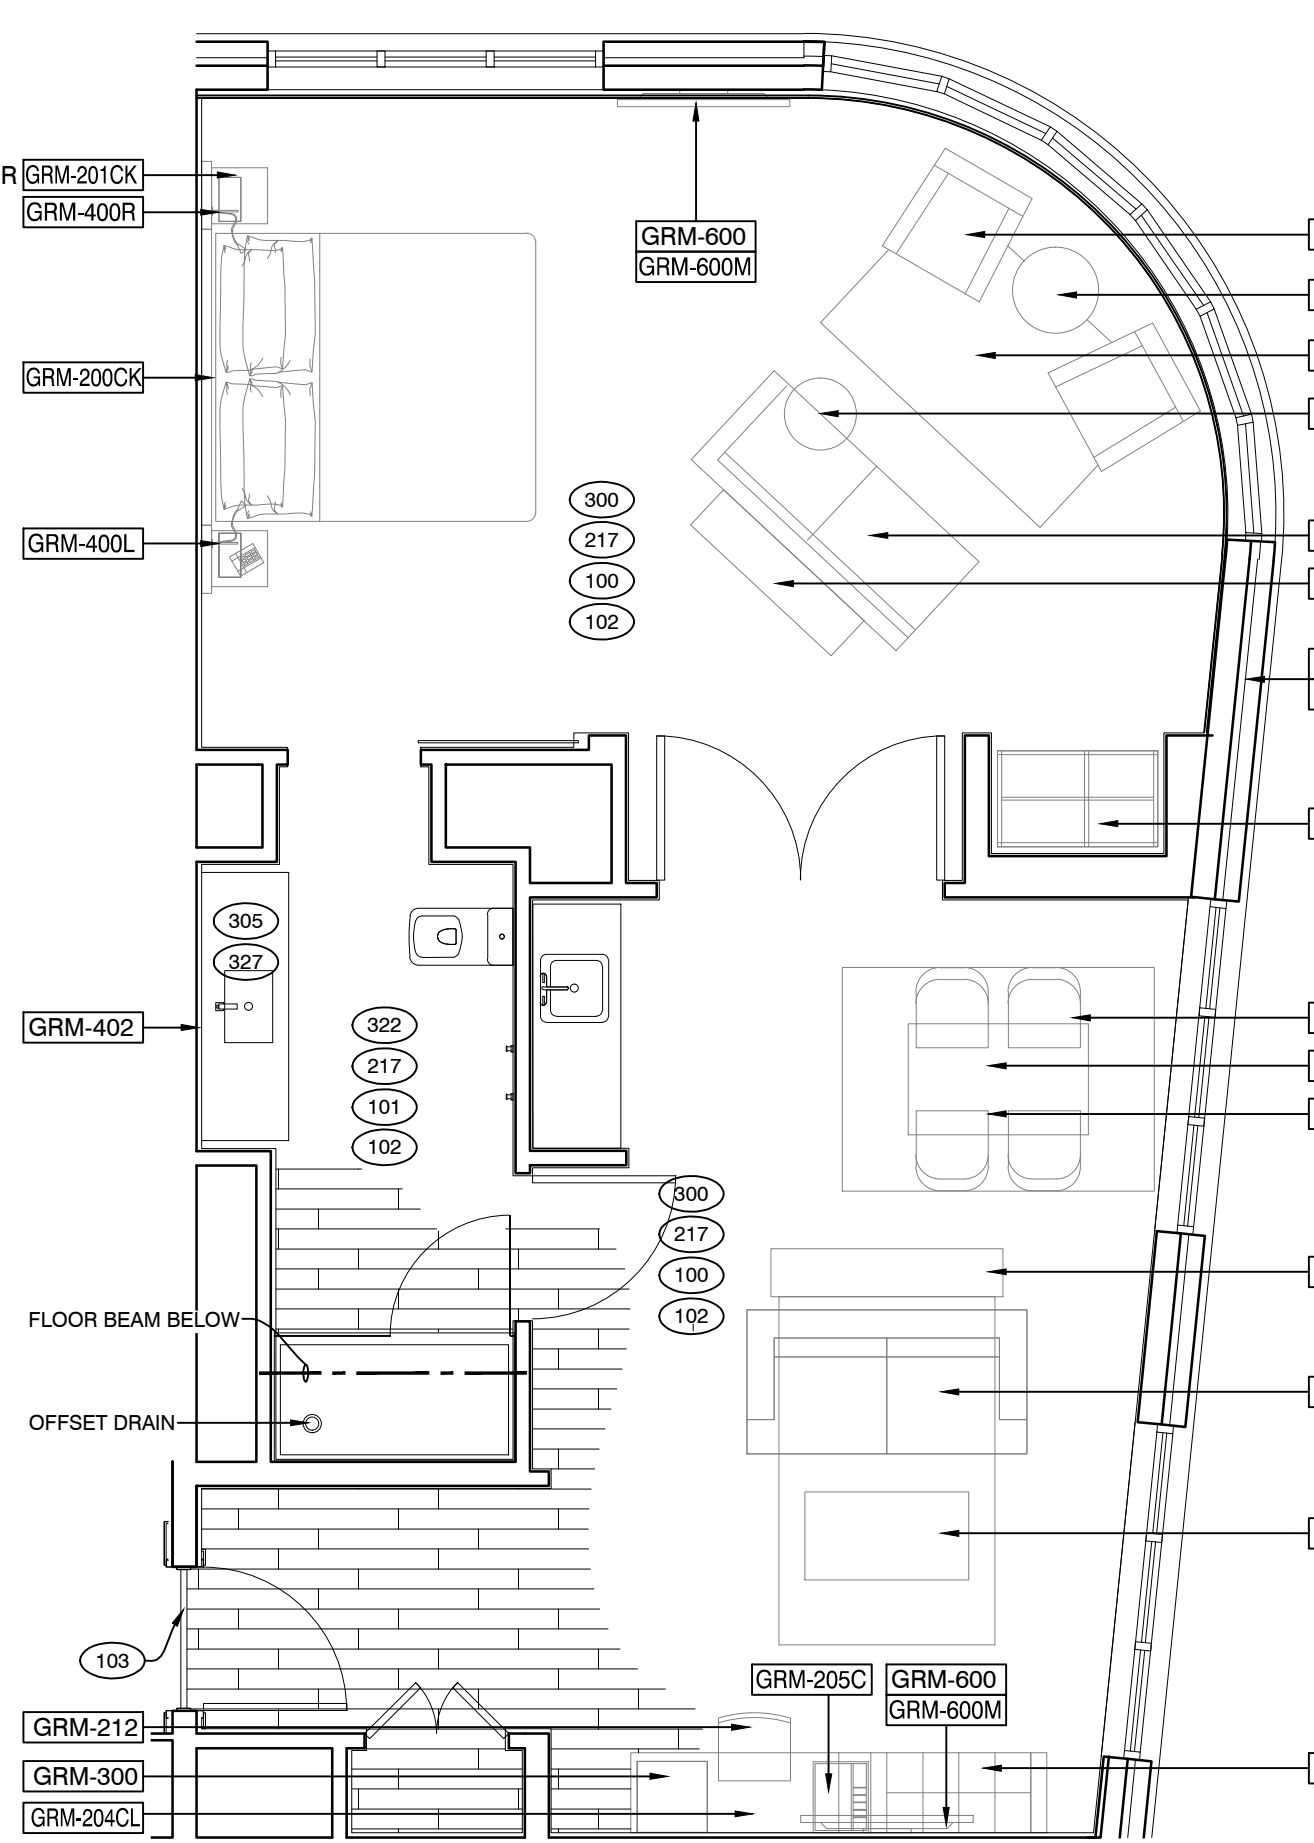 R GRM-201CK
GRM-400R
GRM-600
GRM-600M
GRM-200CK
300
GRM-400L
217
100
102
305
327
GRM-402
322
217
101
102
300
217
100
102
FLOOR BEAM BELOW
OFFSET DRAIN
103
GRM-205C
GRM-600
GRM-600M
GRM-212
GRM-300
GRM-204CL